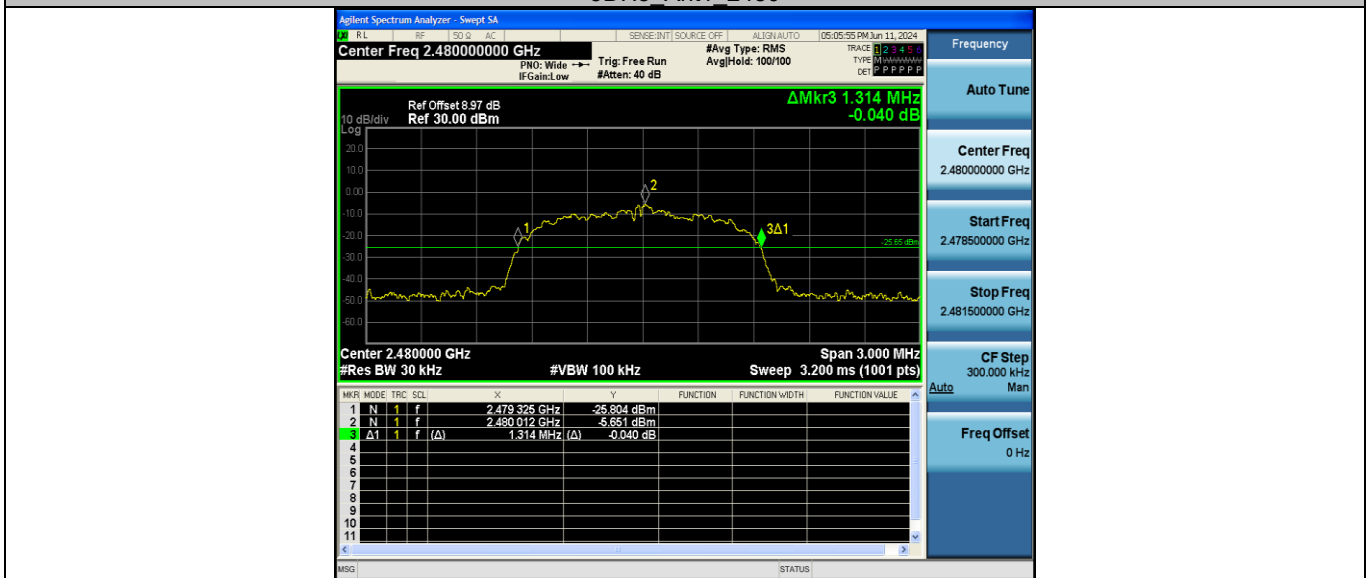 Agilent Spectrum Analyzer - Swept SA
RL RF 50 Ω AC SENSE:INT SOURCE OFF ALIGN AUTO 05:05:55 PM Jun 11, 2024
Center Freq 2.480000000 GHz
PNO: Wide
IFGain:Low
Trig: Free Run
#Atten: 40 dB
#Avg Type: RMS
Avg|Hold: 100/100
TRACE 1 2 3 4 5 6
TYPE M
DET P P P P P P
ΔMkr3 1.314 MHz
-0.040 dB
Ref Offset 8.97 dB
10 dB/div Ref 30.00 dBm
Log
20.0
10.0
0.00
-10.0
-20.0
-30.0
-40.0
-50.0
-60.0
1
2
3Δ1
-25.65 dBm
Center 2.480000 GHz Span 3.000 MHz
#Res BW 30 kHz #VBW 100 kHz Sweep 3.200 ms (1001 pts)
MKR MODE TRC SCL X Y FUNCTION FUNCTION WIDTH FUNCTION VALUE
1 N 1 f 2.479 325 GHz -25.804 dBm
2 N 1 f 2.480 012 GHz -5.651 dBm
3 Δ1 1 f (Δ) 1.314 MHz (Δ) -0.040 dB
4
5
6
7
8
9
10
11
MSG STATUS
Frequency
Auto Tune
Center Freq
2.480000000 GHz
Start Freq
2.478500000 GHz
Stop Freq
2.481500000 GHz
CF Step
300.000 kHz
Auto Man
Freq Offset
0 Hz